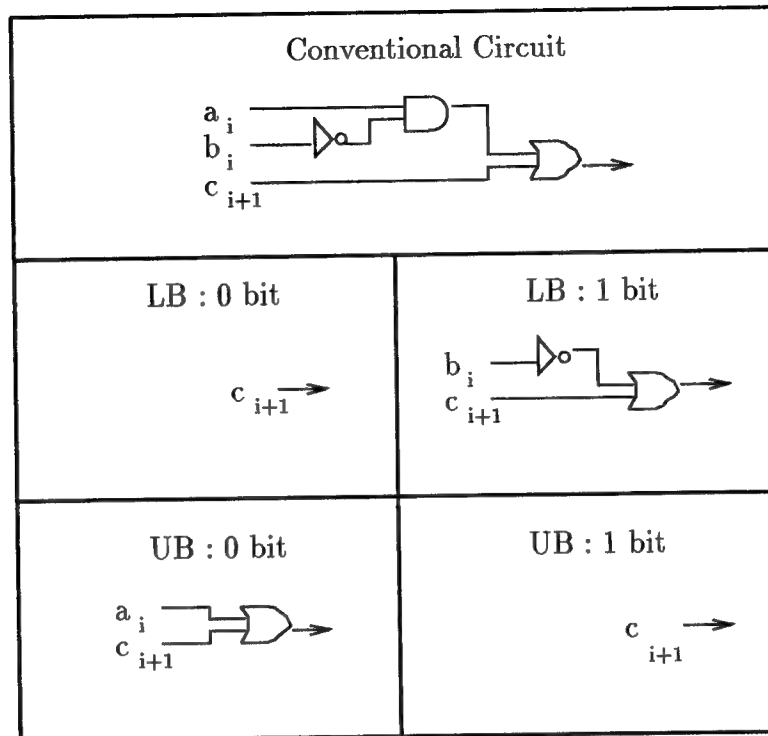 Conventional Circuit
a i
b i
c i+1
LB : 0 bit
c i+1
LB : 1 bit
b i
c i+1
UB : 0 bit
a i
c i+1
UB : 1 bit
c i+1